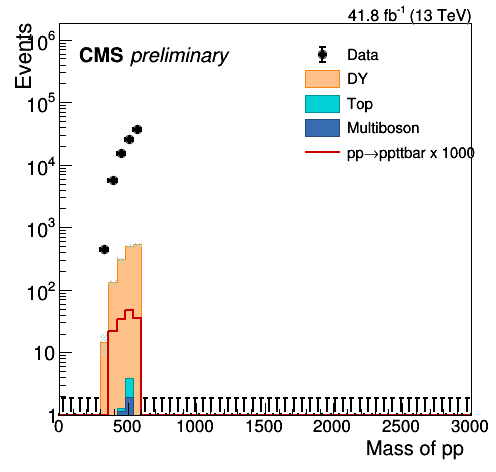 41.8 fb⁻¹ (13 TeV)
Events
CMS preliminary
Data
DY
Top
Multiboson
pp→ppttbar x 1000
10⁶
10⁵
10⁴
10³
10²
10
1
0 500 1000 1500 2000 2500 3000
Mass of pp